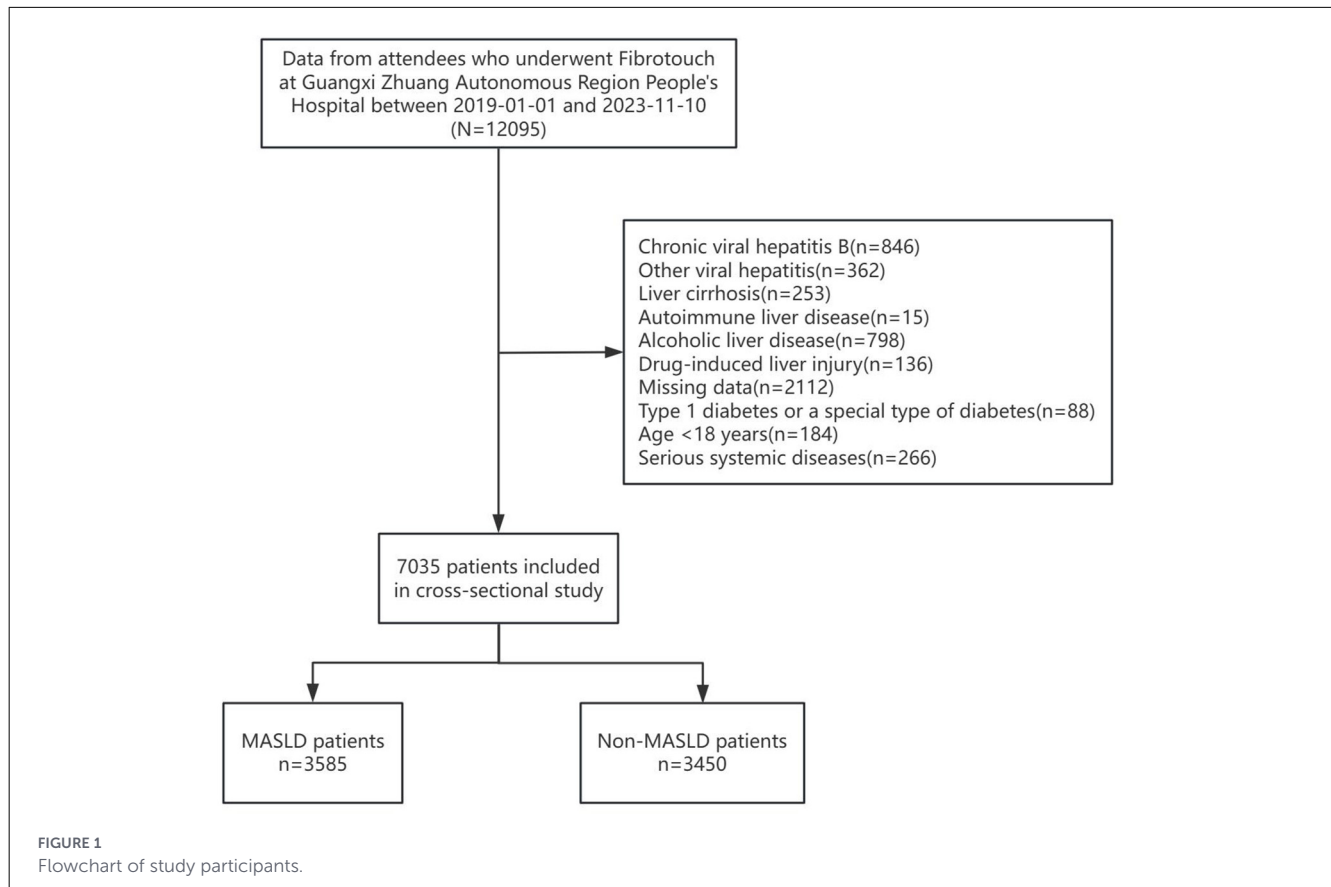 Data from attendees who underwent Fibrotouch
at Guangxi Zhuang Autonomous Region People's
Hospital between 2019-01-01 and 2023-11-10
(N=12095)
Chronic viral hepatitis B(n=846)
Other viral hepatitis(n=362)
Liver cirrhosis(n=253)
Autoimmune liver disease(n=15)
Alcoholic liver disease(n=798)
Drug-induced liver injury(n=136)
Missing data(n=2112)
Type 1 diabetes or a special type of diabetes(n=88)
Age <18 years(n=184)
Serious systemic diseases(n=266)
7035 patients included
in cross-sectional study
MASLD patients
n=3585
Non-MASLD patients
n=3450
FIGURE 1
Flowchart of study participants.